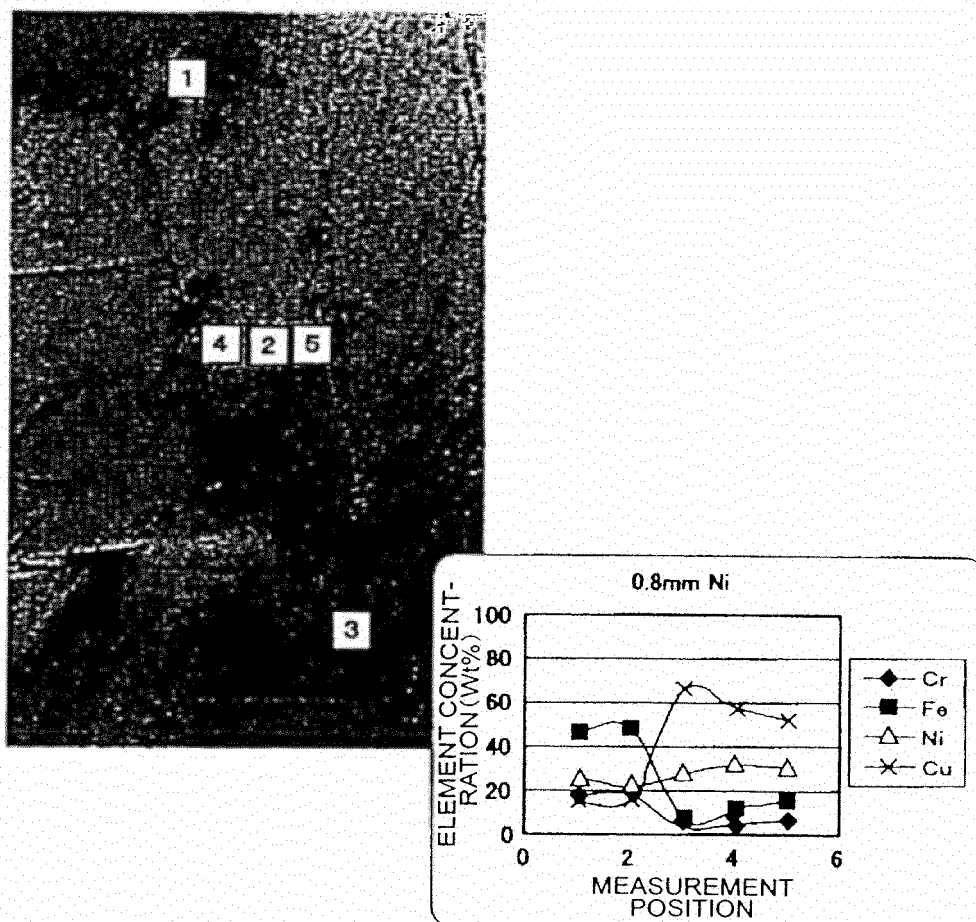 1
4 2 5
3
0.8mm Ni
ELEMENT CONCENT-
RATION (Wt%)
100
80
60
40
20
0
0 2 4 6
MEASUREMENT
POSITION
Cr
Fe
Ni
Cu